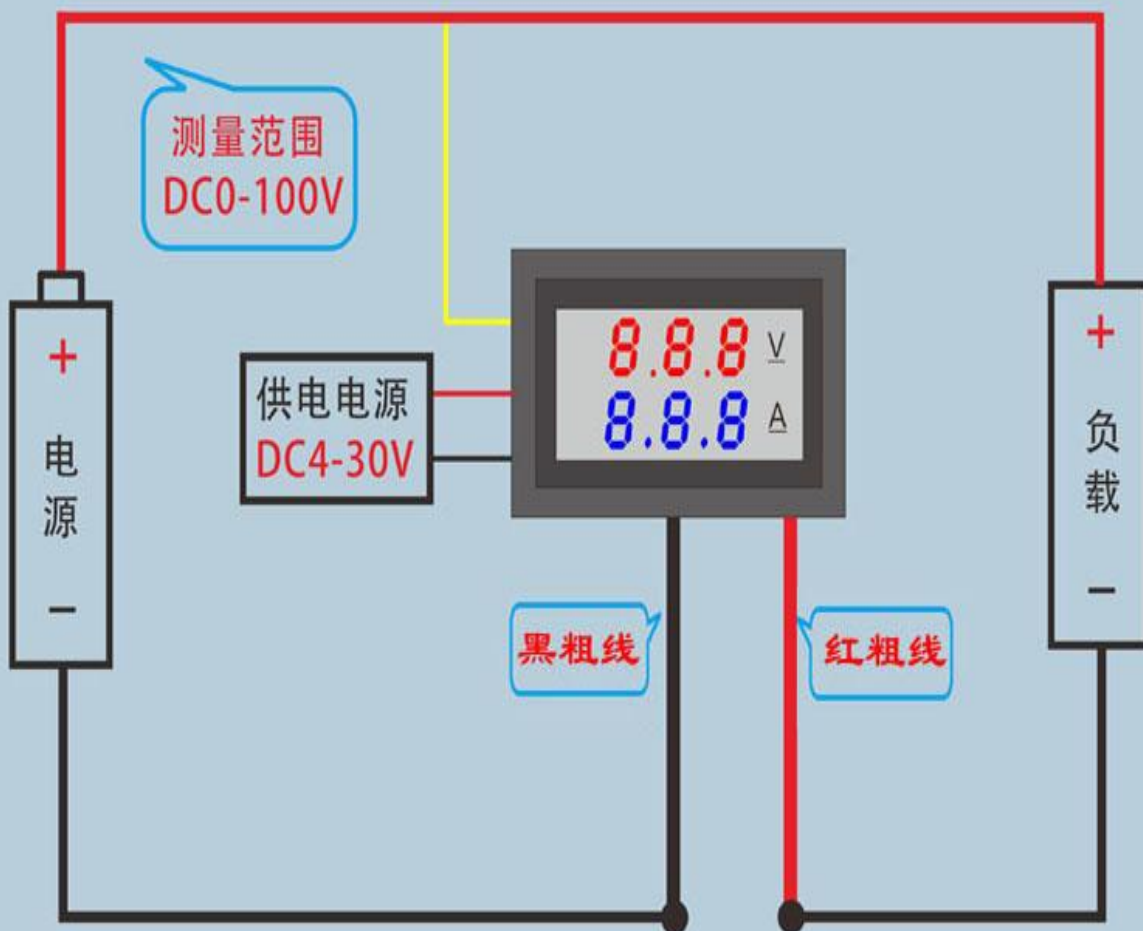 测量范围
DC0-100V
+
电
源
−
供电电源
DC4-30V
8.8.8 V
8.8.8 A
+
负
载
−
黑粗线
红粗线